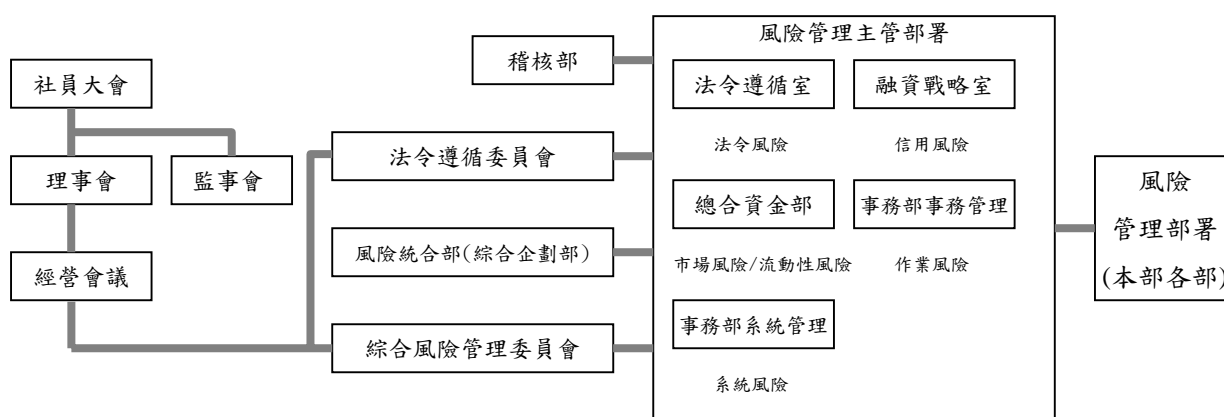 社員大會
理事會
監事會
經營會議
稽核部
法令遵循委員會
風險統合部(綜合企劃部)
綜合風險管理委員會
風險管理主管部署
法令遵循室
融資戰略室
法令風險
信用風險
總合資金部
事務部事務管理
市場風險/流動性風險
作業風險
事務部系統管理
系統風險
風險
管理部署
(本部各部)